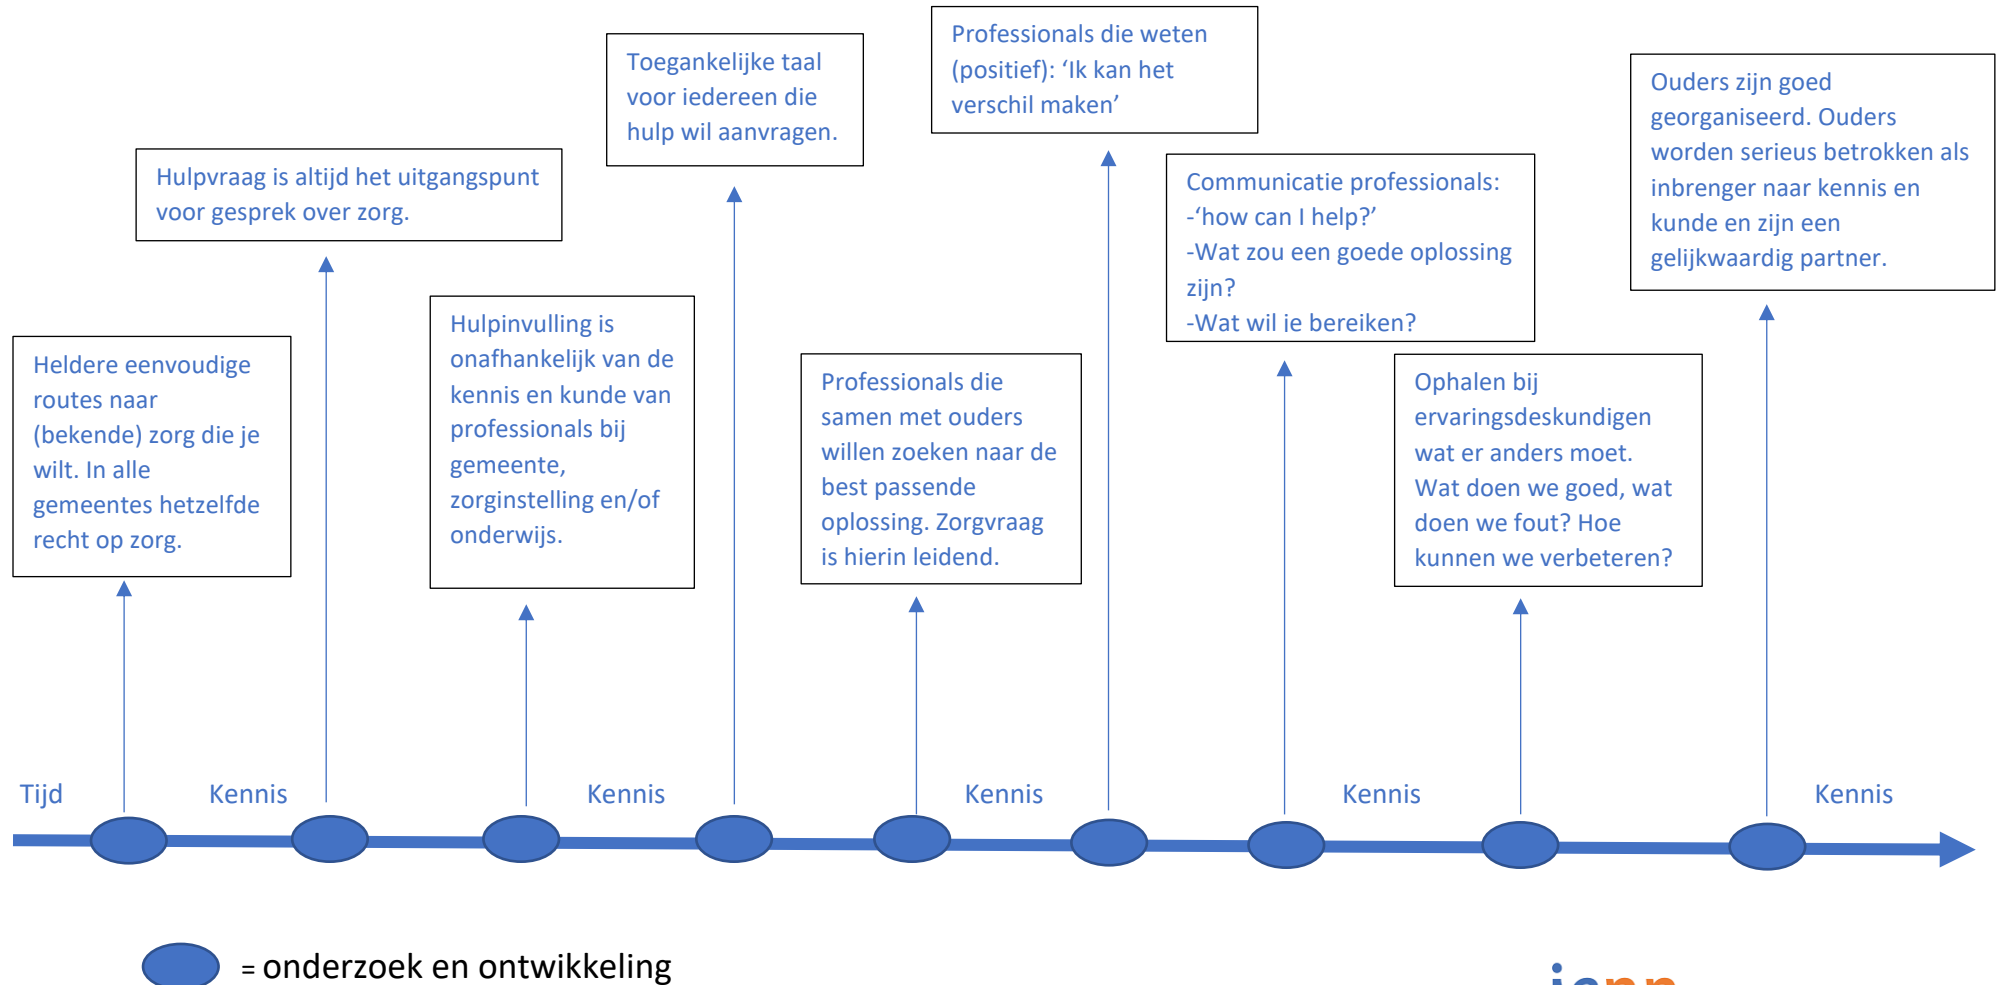 Heldere eenvoudige
routes naar
(bekende) zorg die je
wilt. In alle
gemeentes hetzelfde
recht op zorg.
Hulpvraag is altijd het uitgangspunt
voor gesprek over zorg.
Hulpinvulling is
onafhankelijk van de
kennis en kunde van
professionals bij
gemeente,
zorginstelling en/of
onderwijs.
Toegankelijke taal
voor iedereen die
hulp wil aanvragen.
Professionals die
samen met ouders
willen zoeken naar de
best passende
oplossing. Zorgvraag
is hierin leidend.
Professionals die weten
(positief): ‘Ik kan het
verschil maken’
Communicatie professionals:
-‘how can I help?’
-Wat zou een goede oplossing
zijn?
-Wat wil je bereiken?
Ophalen bij
ervaringsdeskundigen
wat er anders moet.
Wat doen we goed, wat
doen we fout? Hoe
kunnen we verbeteren?
Ouders zijn goed
georganiseerd. Ouders
worden serieus betrokken als
inbrenger naar kennis en
kunde en zijn een
gelijkwaardig partner.
Tijd Kennis Kennis Kennis Kennis Kennis
= onderzoek en ontwikkeling